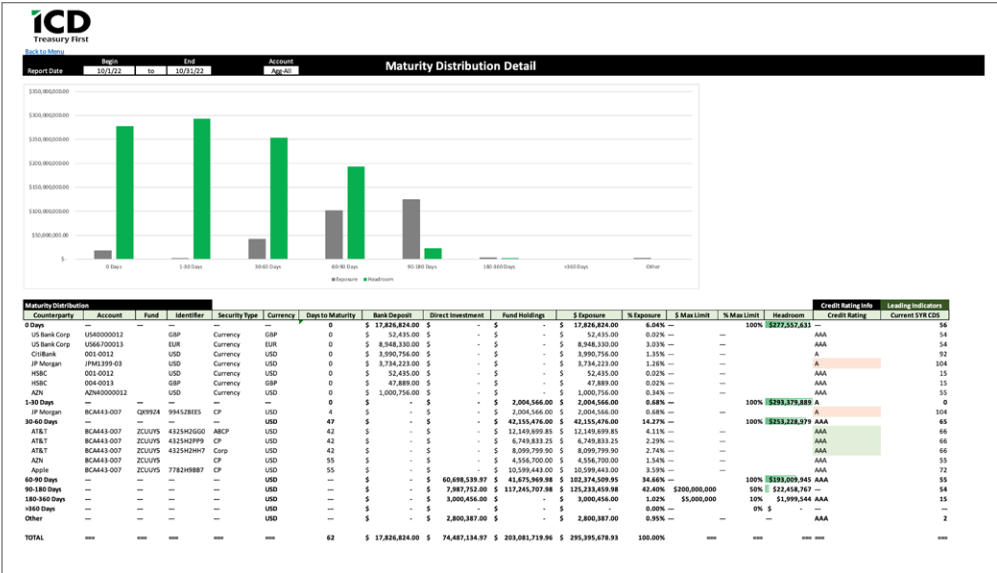 iCD
Treasury First
Back to Menu
Begin End Account
Report Date 10/1/22 to 10/31/22 Agg-All Maturity Distribution Detail
$350,000,000.00
$300,000,000.00
$250,000,000.00
$200,000,000.00
$150,000,000.00
$100,000,000.00
$50,000,000.00
$-
0 Days 1-30 Days 30-60 Days 60-90 Days 90-180 Days 180-360 Days >360 Days Other
Exposure Headroom
Maturity Distribution Credit Rating Info Leading Indicators
Counterparty Account Fund Identifier Security Type Currency Days to Maturity Bank Deposit Direct Investment Fund Holdings $ Exposure % Exposure $ Max Limit % Max Limit Headroom Credit Rating Current 5YR CDS
0 Days — — — — — 0 $ 17,826,824.00 $ - $ - $ 17,826,824.00 6.04% — 100% $277,557,631 — 56
US Bank Corp US40000012 GBP Currency GBP 0 $ 52,435.00 $ - $ - $ 52,435.00 0.02% — — AAA 54
US Bank Corp US66700013 EUR Currency EUR 0 $ 8,948,330.00 $ - $ - $ 8,948,330.00 3.03% — — AAA 54
CitiBank 001-0012 USD Currency USD 0 $ 3,990,756.00 $ - $ - $ 3,990,756.00 1.35% — — A 92
JP Morgan JPM1399-03 USD Currency USD 0 $ 3,734,223.00 $ - $ - $ 3,734,223.00 1.26% — — A 104
HSBC 001-0012 USD Currency USD 0 $ 52,435.00 $ - $ - $ 52,435.00 0.02% — — AAA 15
HSBC 004-0013 GBP Currency GBP 0 $ 47,889.00 $ - $ - $ 47,889.00 0.02% — — AAA 15
AZN AZN40000012 USD Currency USD 0 $ 1,000,756.00 $ - $ - $ 1,000,756.00 0.34% — — AAA 55
1-30 Days — — — — USD 0 $ - $ - $ 2,004,566.00 $ 2,004,566.00 0.68% — 100% $293,379,889 A 0
JP Morgan BCA443-007 QX99Z4 9945ZBEE5 CP USD 4 $ - $ - $ 2,004,566.00 $ 2,004,566.00 0.68% — — A 104
30-60 Days — — — — USD 47 $ - $ - $ 42,155,476.00 $ 42,155,476.00 14.27% — 100% $253,228,979 AAA 65
AT&T BCA443-007 ZCUUYS 4325H2GG0 ABCP USD 42 $ - $ - $ 12,149,699.85 $ 12,149,699.85 4.11% — — AAA 66
AT&T BCA443-007 ZCUUYS 4325H2PP9 CP USD 42 $ - $ - $ 6,749,833.25 $ 6,749,833.25 2.29% — — AAA 66
AT&T BCA443-007 ZCUUYS 4325H2HH7 Corp USD 42 $ - $ - $ 8,099,799.90 $ 8,099,799.90 2.74% — — AAA 66
AZN BCA443-007 ZCUUYS CP USD 55 $ - $ - $ 4,556,700.00 $ 4,556,700.00 1.54% — — AAA 55
Apple BCA443-007 ZCUUYS 7782H9BB7 CP USD 55 $ - $ - $ 10,599,443.00 $ 10,599,443.00 3.59% — — AAA 72
60-90 Days USD — $ - $ 60,698,539.97 $ 41,675,969.98 $ 102,374,509.95 34.66% — 100% $193,009,945 AAA 55
90-180 Days USD — $ - $ 7,987,752.00 $ 117,245,707.98 $ 125,233,459.98 42.40% $200,000,000 50% $22,458,767 — 54
180-360 Days USD — $ - $ 3,000,456.00 $ - $ 3,000,456.00 1.02% $5,000,000 10% $1,999,544 AAA 15
>360 Days USD — $ - $ - $ - $ - 0.00% — 0% $ -
Other USD — $ - $ 2,800,387.00 $ - $ 2,800,387.00 0.95% — — — AAA 2
TOTAL === === === === === 62 $ 17,826,824.00 $ 74,487,134.97 $ 203,081,719.96 $ 295,395,678.93 100.00% === === === === ===